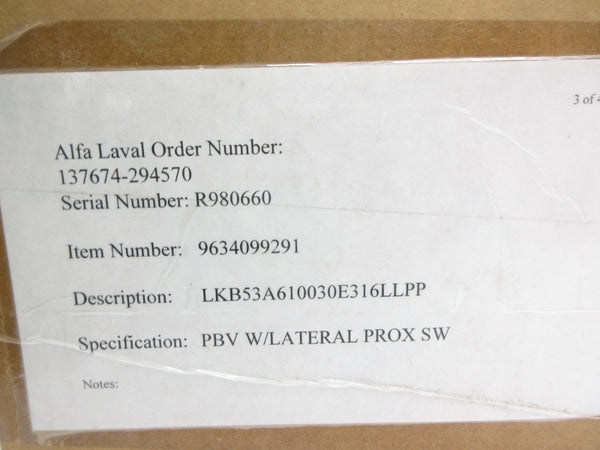 3 of 4
Alfa Laval Order Number:
137674-294570
Serial Number: R980660
Item Number: 9634099291
Description: LKB53A610030E316LLPP
Specification: PBV W/LATERAL PROX SW
Notes: